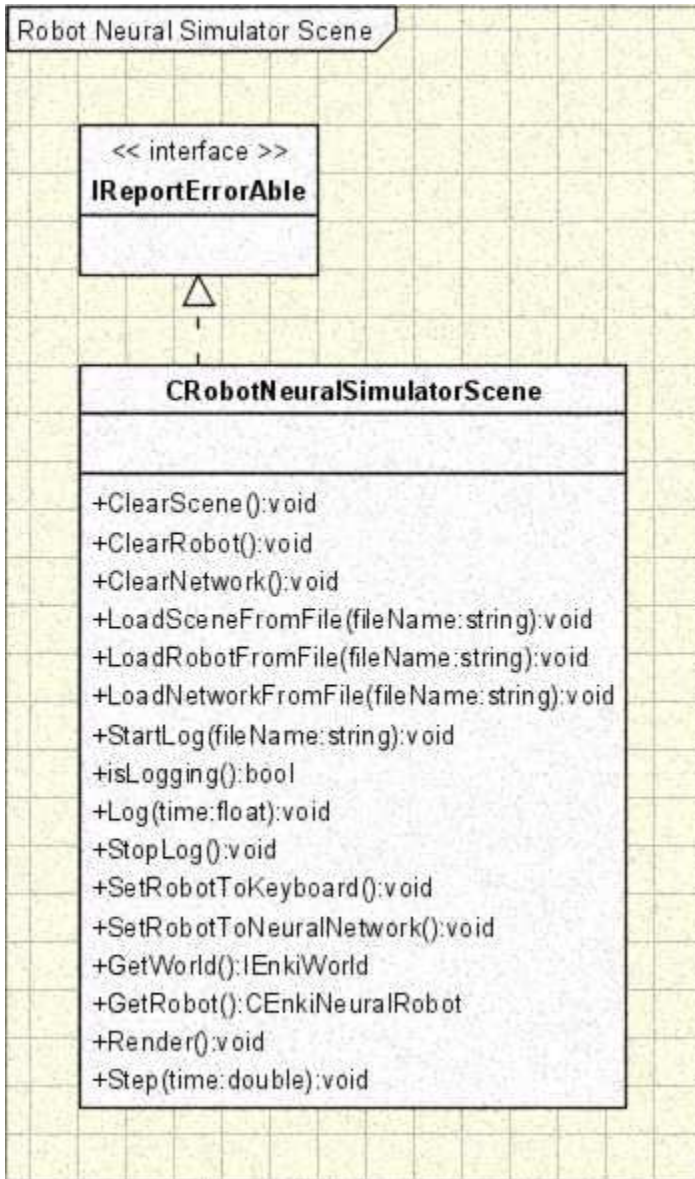 Robot Neural Simulator Scene
<< interface >>
IReportErrorAble
CRobotNeuralSimulatorScene
+ClearScene():void
+ClearRobot():void
+ClearNetwork():void
+LoadSceneFromFile(fileName:string):void
+LoadRobotFromFile(fileName:string):void
+LoadNetworkFromFile(fileName:string):void
+StartLog(fileName:string):void
+isLogging():bool
+Log(time:float):void
+StopLog():void
+SetRobotToKeyboard():void
+SetRobotToNeuralNetwork():void
+GetWorld():IEnkiWorld
+GetRobot():CEnkiNeuralRobot
+Render():void
+Step(time:double):void